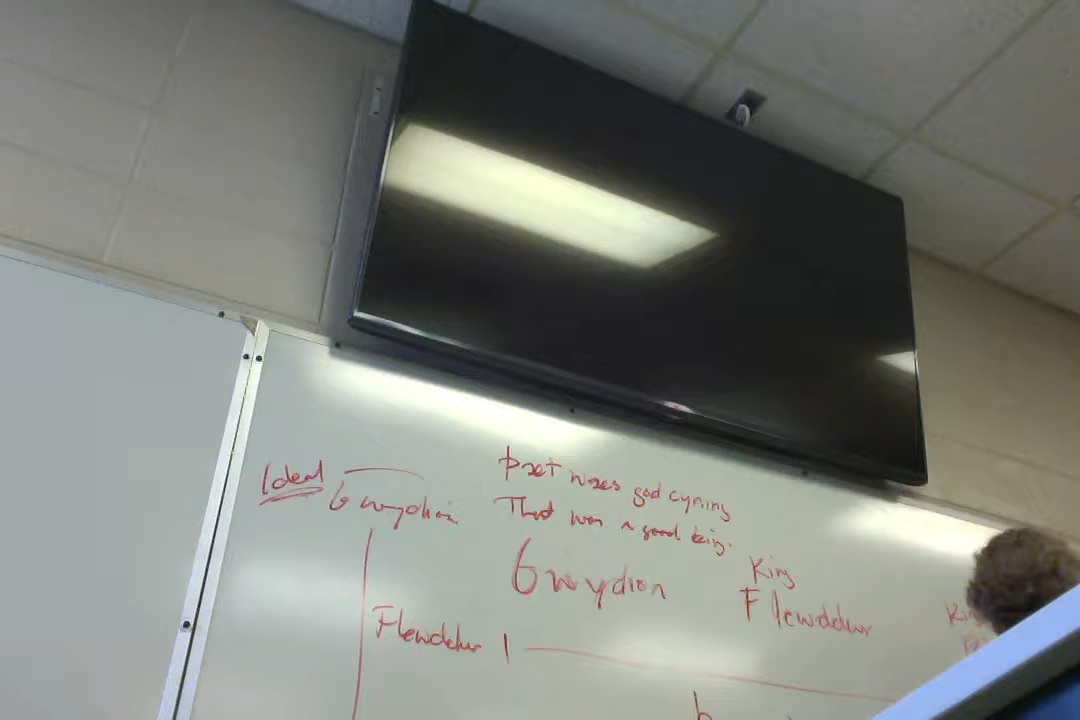 Ideal
Gwydion
þæt wæs god cyning
That was a good king.
Gwydion
King
Flewddur
Flewddur